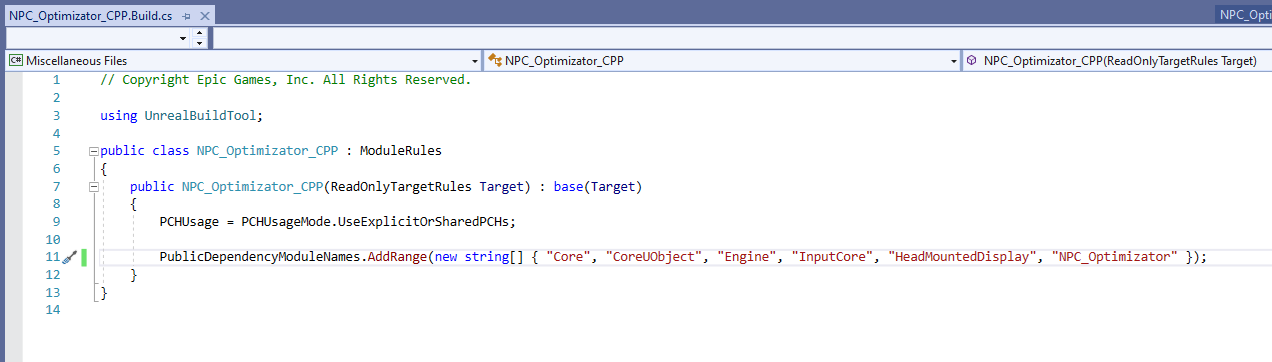 NPC_Optimizator_CPP.Build.cs
NPC_Opti
C# Miscellaneous Files
NPC_Optimizator_CPP
NPC_Optimizator_CPP(ReadOnlyTargetRules Target)
1 // Copyright Epic Games, Inc. All Rights Reserved.
2
3 using UnrealBuildTool;
4
5 public class NPC_Optimizator_CPP : ModuleRules
6 {
7 public NPC_Optimizator_CPP(ReadOnlyTargetRules Target) : base(Target)
8 {
9 PCHUsage = PCHUsageMode.UseExplicitOrSharedPCHs;
10
11 PublicDependencyModuleNames.AddRange(new string[] { "Core", "CoreUObject", "Engine", "InputCore", "HeadMountedDisplay", "NPC_Optimizator" });
12 }
13 }
14